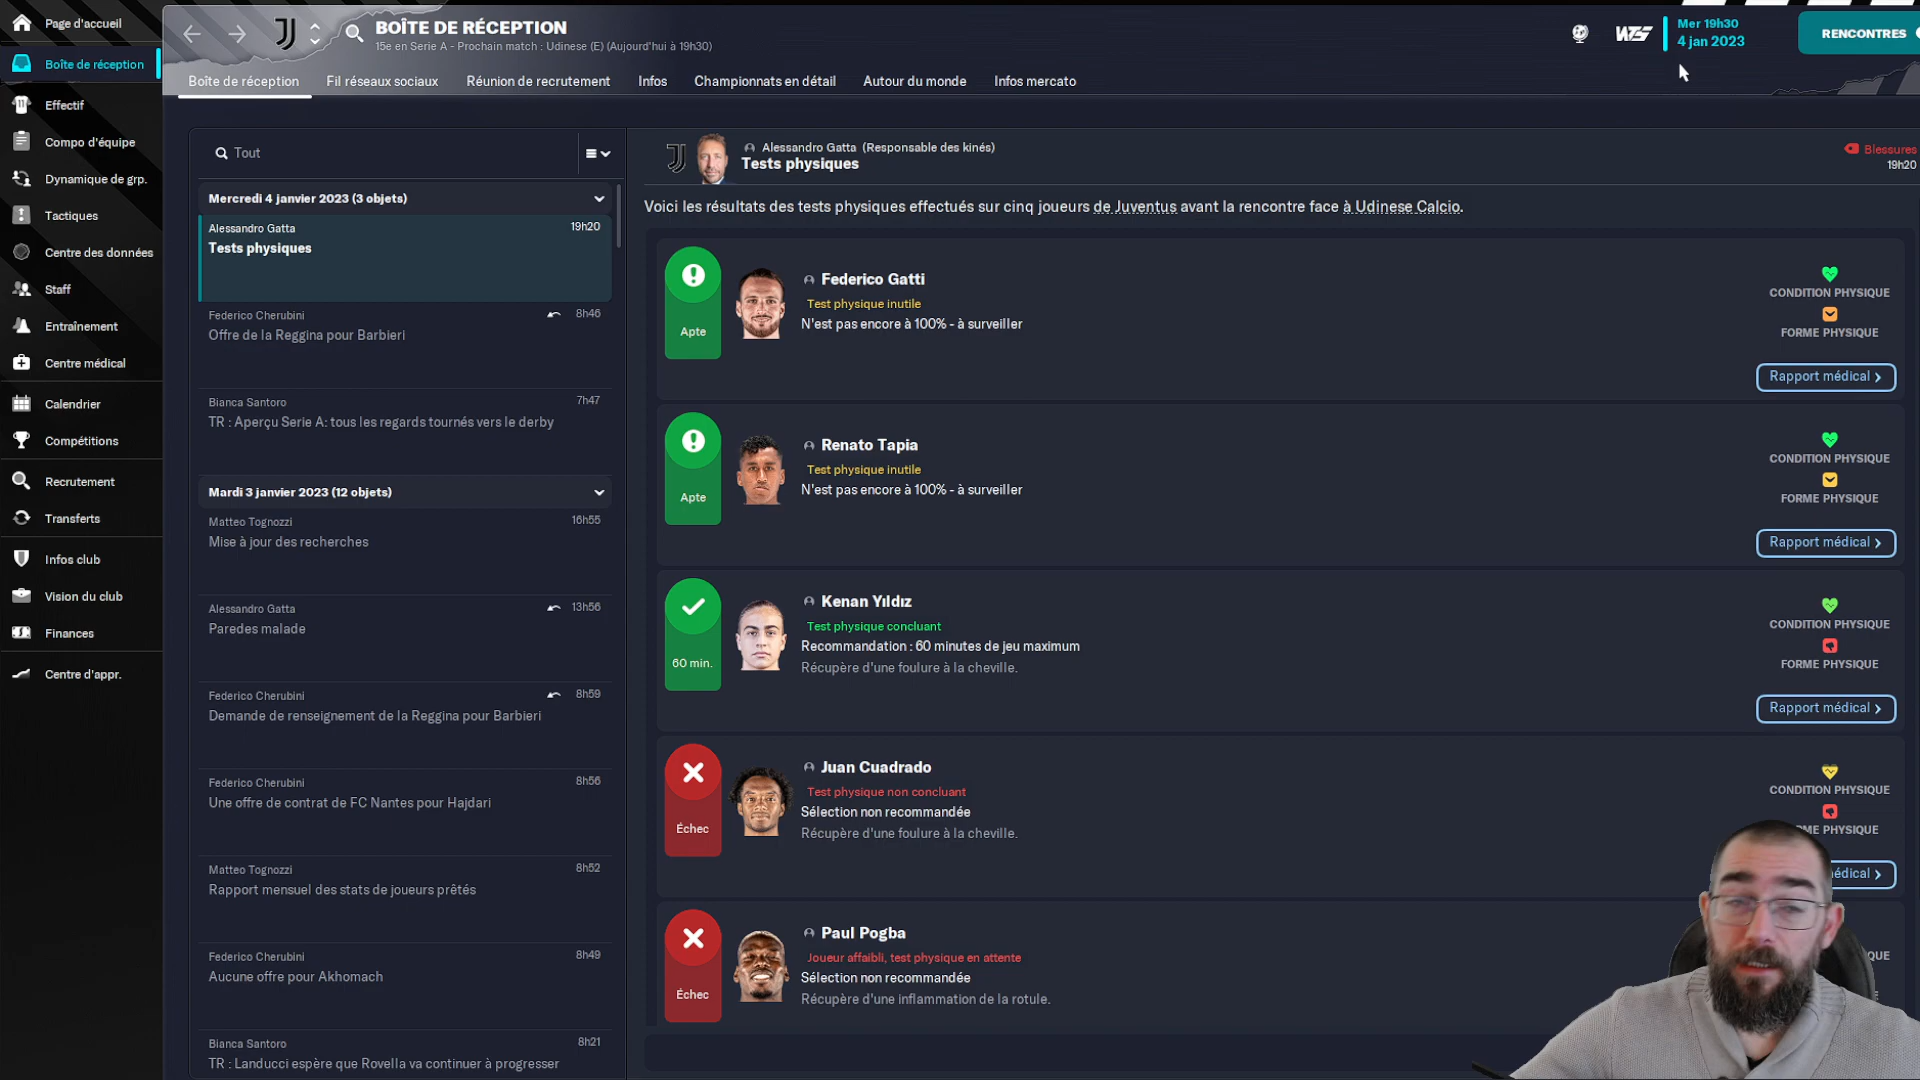 Page d'accueil
Boîte de réception
Effectif
Compo d'équipe
Dynamique de grp.
Tactiques
Centre des données
Staff
Entraînement
Centre médical
Calendrier
Compétitions
Recrutement
Transferts
Infos club
Vision du club
Finances
Centre d'appr.
BOÎTE DE RÉCEPTION
15e en Serie A - Prochain match : Udinese (E) (Aujourd'hui à 19h30)
Mer 19h30
4 jan 2023
RENCONTRES
Boîte de réception
Fil réseaux sociaux
Réunion de recrutement
Infos
Championnats en détail
Autour du monde
Infos mercato
Tout
Mercredi 4 janvier 2023 (3 objets)
Alessandro Gatta 19h20
Tests physiques
Federico Cherubini 8h46
Offre de la Reggina pour Barbieri
Bianca Santoro 7h47
TR : Aperçu Serie A: tous les regards tournés vers le derby
Mardi 3 janvier 2023 (12 objets)
Matteo Tognozzi 16h55
Mise à jour des recherches
Alessandro Gatta 13h56
Paredes malade
Federico Cherubini 8h59
Demande de renseignement de la Reggina pour Barbieri
Federico Cherubini 8h56
Une offre de contrat de FC Nantes pour Hajdari
Matteo Tognozzi 8h52
Rapport mensuel des stats de joueurs prêtés
Federico Cherubini 8h49
Aucune offre pour Akhomach
Bianca Santoro 8h21
TR : Landucci espère que Rovella va continuer à progresser
Alessandro Gatta (Responsable des kinés)
Tests physiques
Blessures
19h20
Voici les résultats des tests physiques effectués sur cinq joueurs de Juventus avant la rencontre face à Udinese Calcio.
Apte
Federico Gatti
Test physique inutile
N'est pas encore à 100% - à surveiller
CONDITION PHYSIQUE
FORME PHYSIQUE
Rapport médical
Apte
Renato Tapia
Test physique inutile
N'est pas encore à 100% - à surveiller
CONDITION PHYSIQUE
FORME PHYSIQUE
Rapport médical
60 min.
Kenan Yıldız
Test physique concluant
Recommandation : 60 minutes de jeu maximum
Récupère d'une foulure à la cheville.
CONDITION PHYSIQUE
FORME PHYSIQUE
Rapport médical
Échec
Juan Cuadrado
Test physique non concluant
Sélection non recommandée
Récupère d'une foulure à la cheville.
CONDITION PHYSIQUE
ME PHYSIQUE
édical
Échec
Paul Pogba
Joueur affaibli, test physique en attente
Sélection non recommandée
Récupère d'une inflammation de la rotule.
QUE